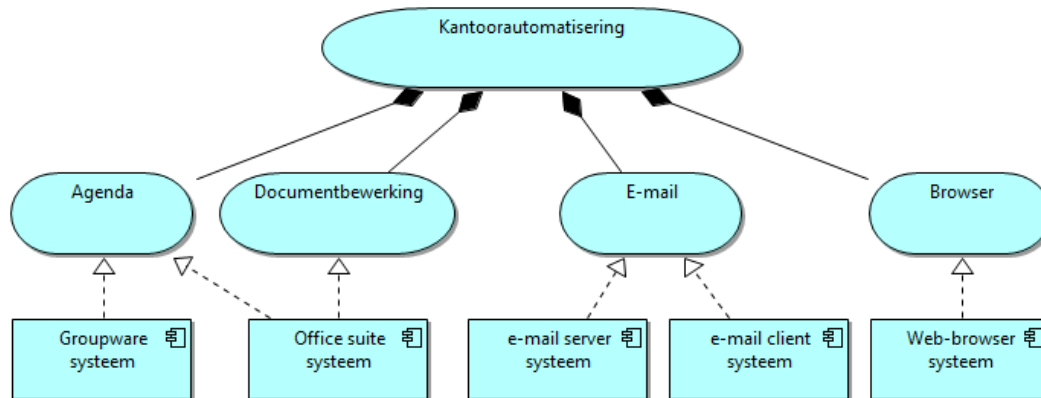 Kantoorautomatisering
Agenda
Documentbewerking
E-mail
Browser
Groupware
systeem
Office suite
systeem
e-mail server
systeem
e-mail client
systeem
Web-browser
systeem